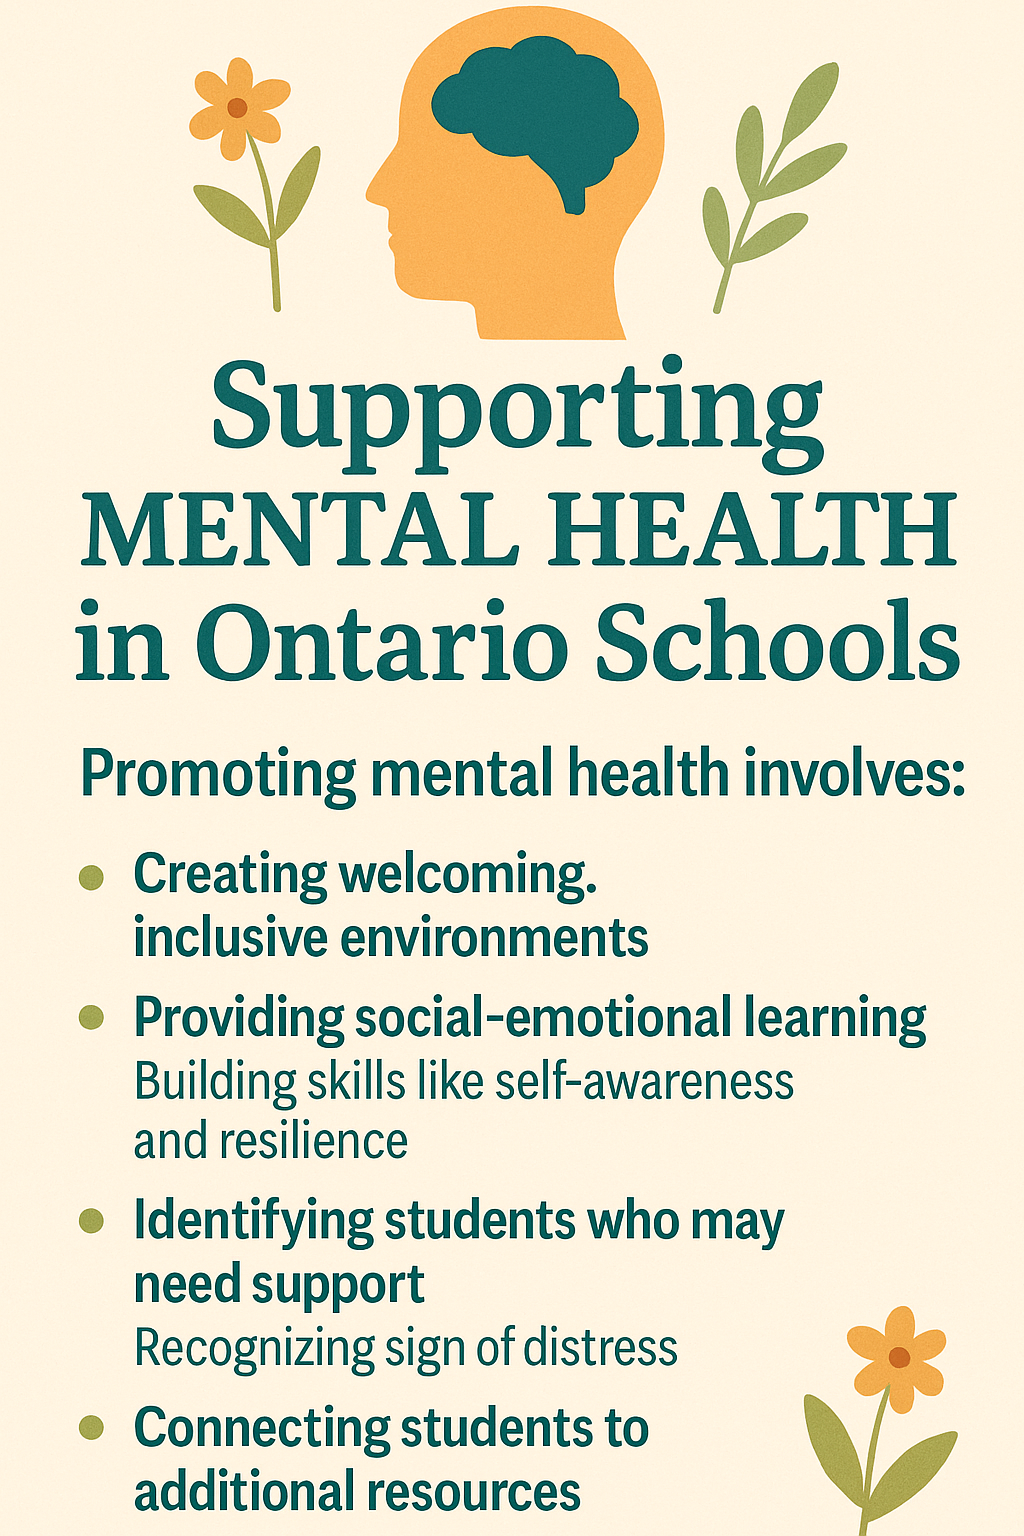 Supporting
MENTAL HEALTH
in Ontario Schools
Promoting mental health involves:
Creating welcoming.
inclusive environments
Providing social-emotional learning
Building skills like self-awareness
and resilience
Identifying students who may
need support
Recognizing sign of distress
Connecting students to
additional resources